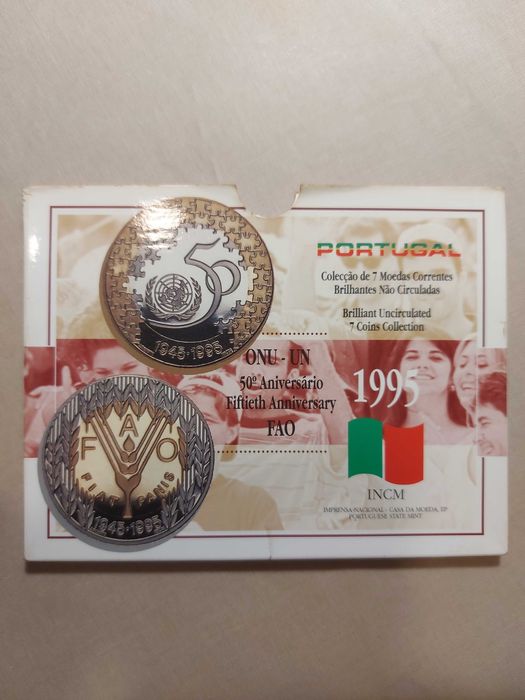 50
1945·1995
FAO
FIAT PANIS
1945·1995
PORTUGAL
Colecção de 7 Moedas Correntes
Brilhantes Não Circuladas
Brilliant Uncirculated
7 Coins Collection
ONU - UN
50º Aniversário
Fiftieth Anniversary
FAO
1995
INCM
IMPRENSA-NACIONAL - CASA DA MOEDA, EP
PORTUGUESE STATE MINT